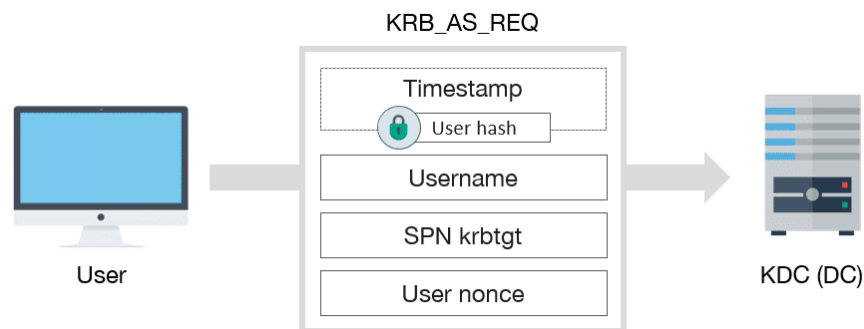 KRB_AS_REQ
Timestamp
User hash
Username
SPN krbtgt
User nonce
User
KDC (DC)